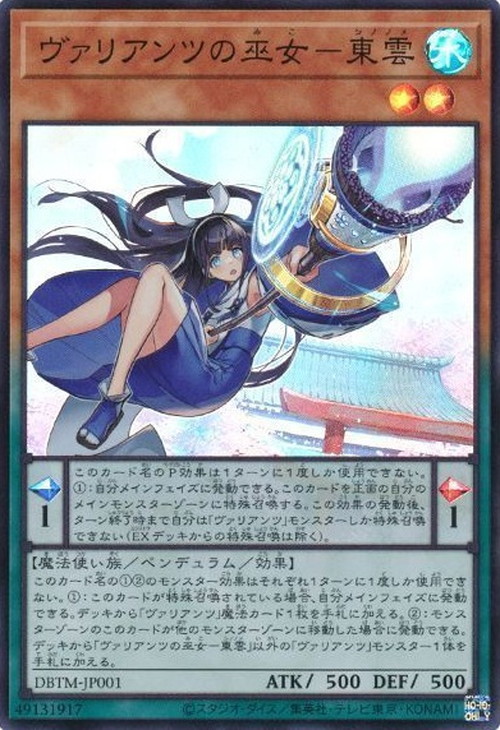 ヴァリアンツの巫女－東雲
水
このカード名のP効果は1ターンに1度しか使用できない。
①:自分メインフェイズに発動できる。このカードを正面の自分の
メインモンスターゾーンに特殊召喚する。この効果の発動後、
ターン終了時まで自分は「ヴァリアンツ」モンスターしか特殊召喚
できない(EXデッキからの特殊召喚は除く)。
1
1
【魔法使い族／ペンデュラム／効果】
このカード名の①②のモンスター効果はそれぞれ1ターンに1度しか使用で
きない。①:このカードが特殊召喚されている場合、自分メインフェイズに発動
できる。デッキから「ヴァリアンツ」魔法カード1枚を手札に加える。②:モンス
ターゾーンのこのカードが他のモンスターゾーンに移動した場合に発動できる。
デッキから「ヴァリアンツの巫女－東雲」以外の「ヴァリアンツ」モンスター1体を
手札に加える。
DBTM-JP001
ATK/ 500 DEF/ 500
49131917
©スタジオ・ダイス／集英社・テレビ東京・KONAMI